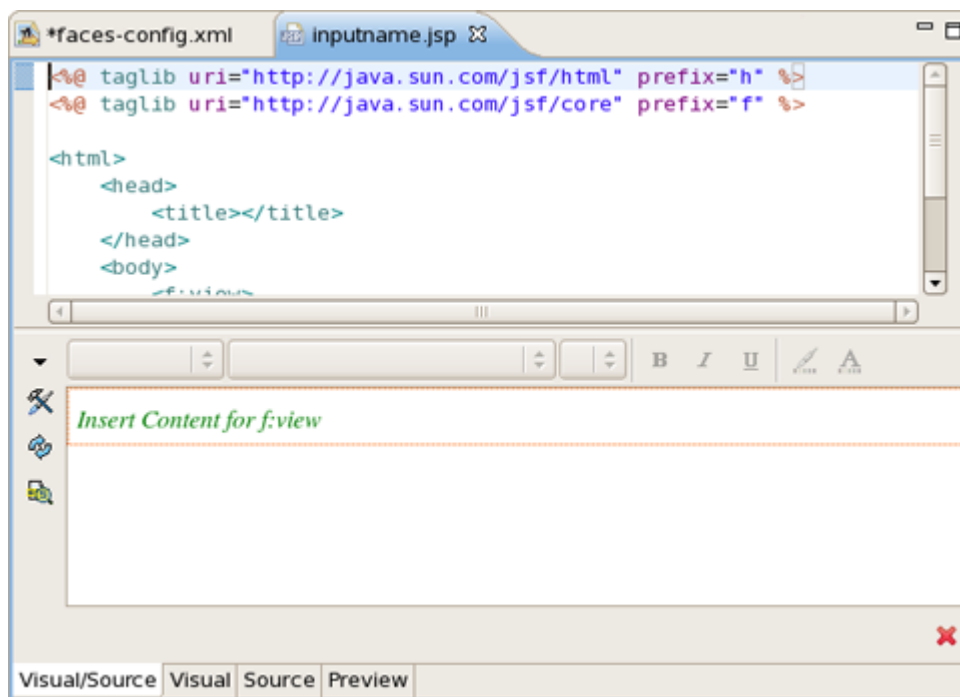 *faces-config.xml
inputname.jsp
<%@ taglib uri="http://java.sun.com/jsf/html" prefix="h" %>
<%@ taglib uri="http://java.sun.com/jsf/core" prefix="f" %>
<html>
<head>
<title></title>
</head>
<body>
<f:view>
B I U A
Insert Content for f:view
Visual/Source Visual Source Preview